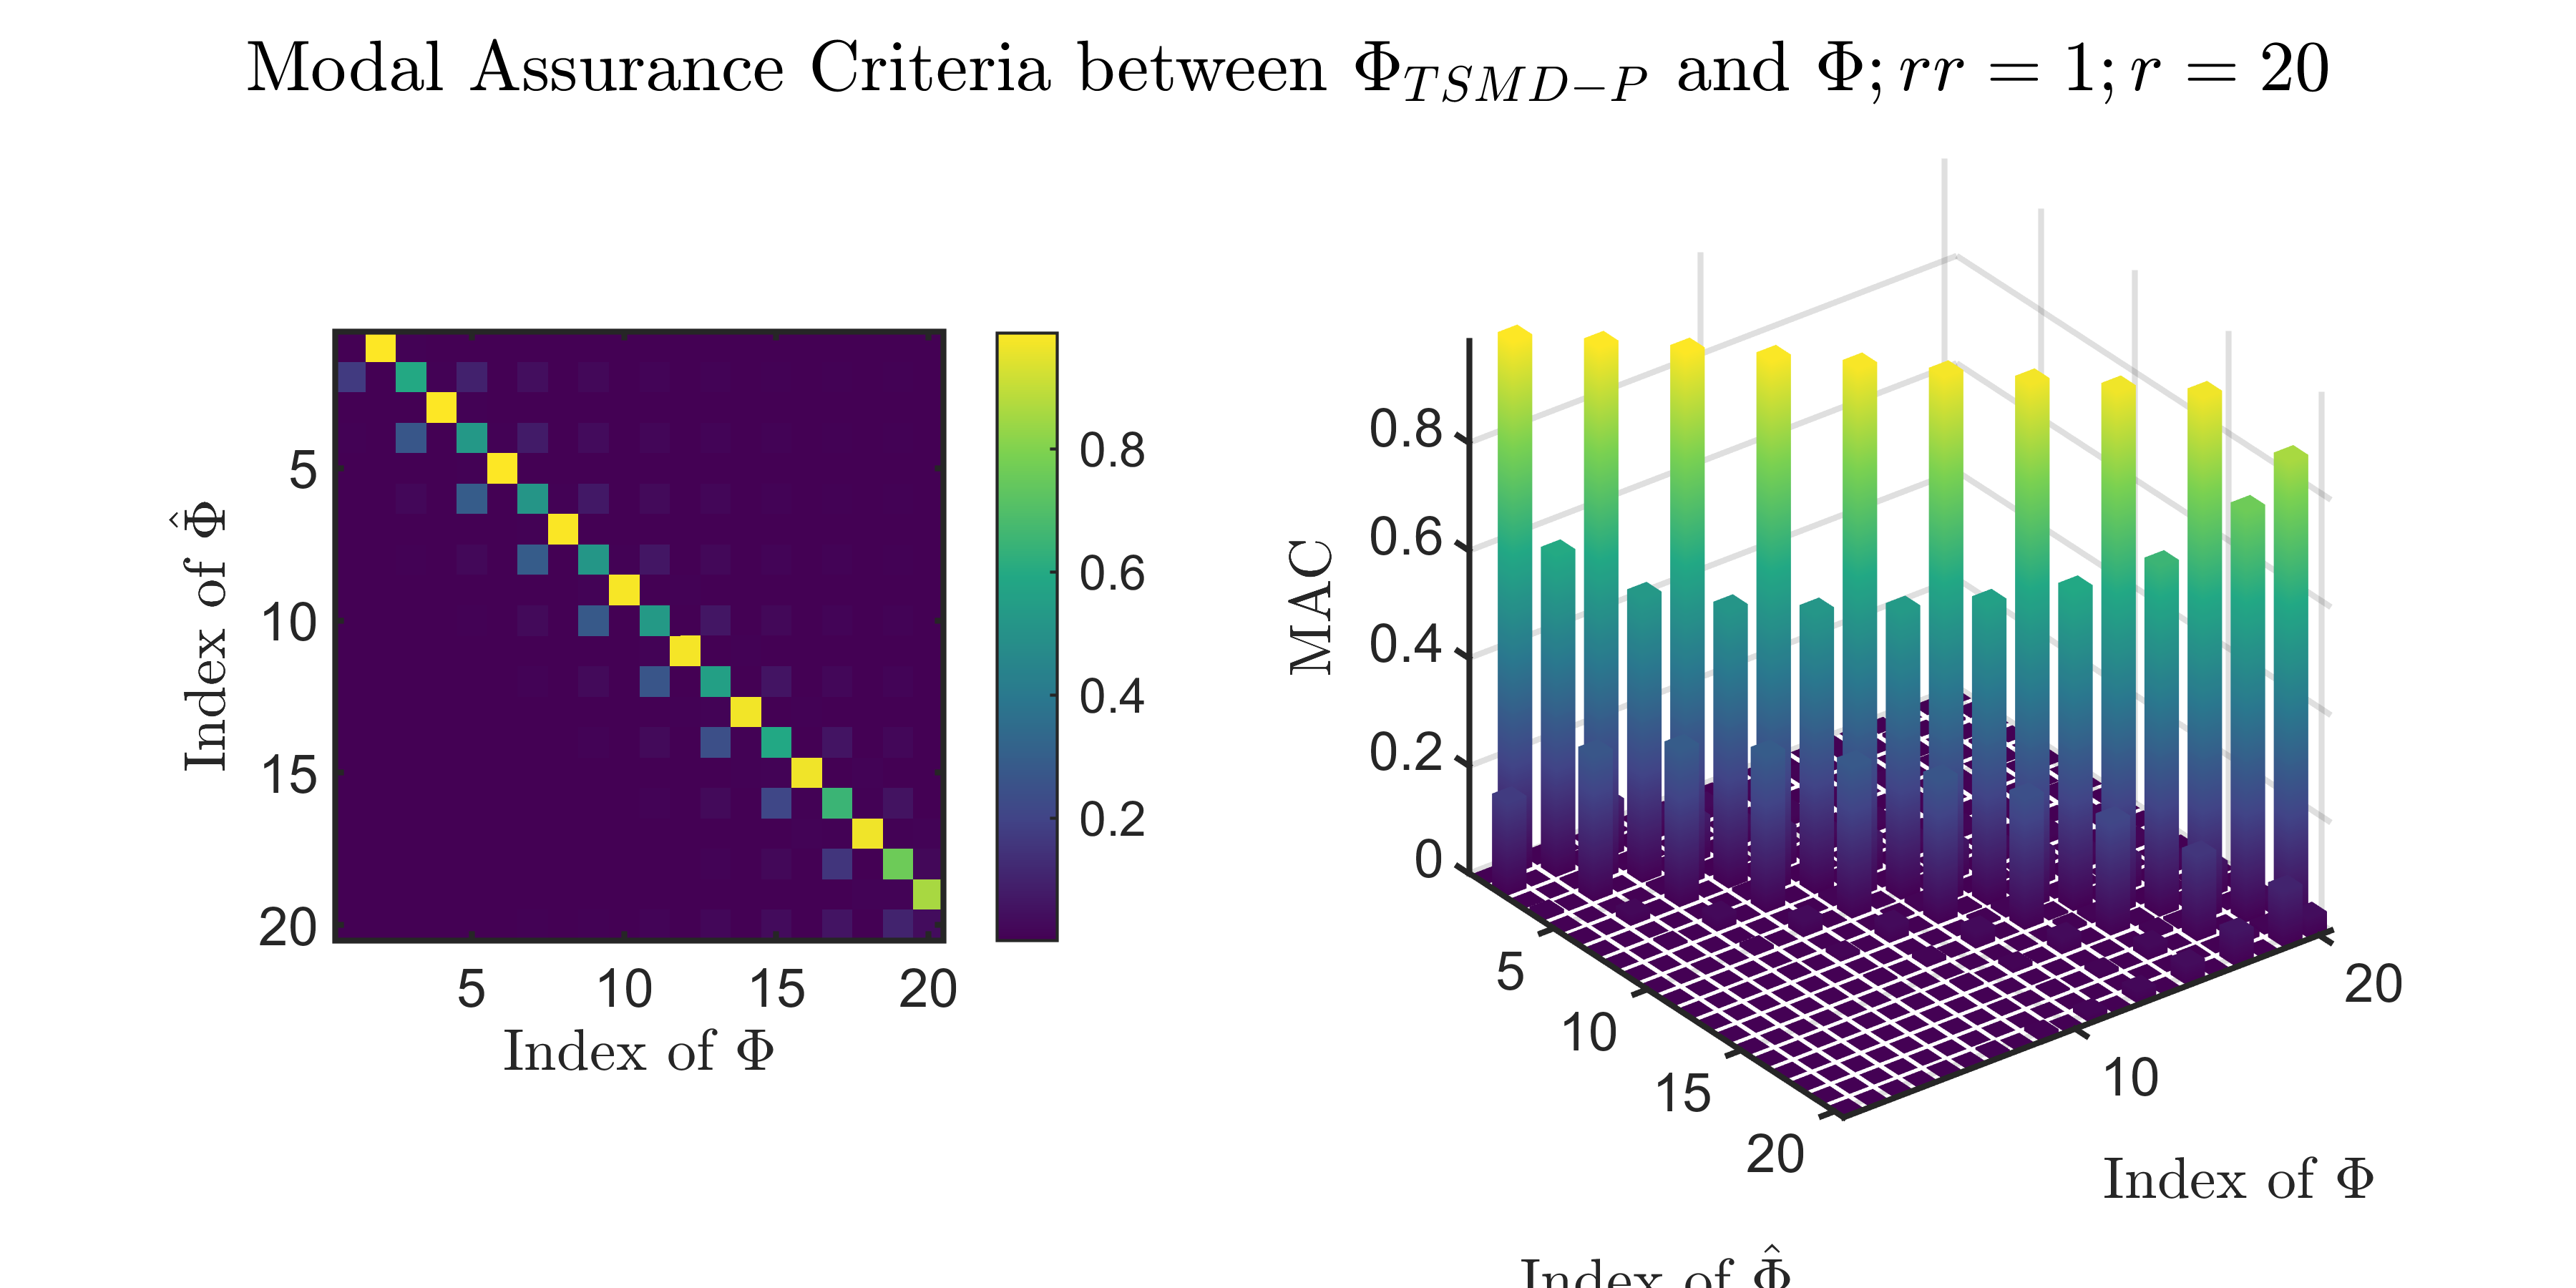 Modal Assurance Criteria between Φ_{TSMD−P} and Φ; rr = 1; r = 20
Index of Φ̂
5
10
15
20
5 10 15 20
Index of Φ
0.8
0.6
0.4
0.2
MAC
0.8
0.6
0.4
0.2
0
5
10
15
20
Index of Φ̂
10
20
Index of Φ